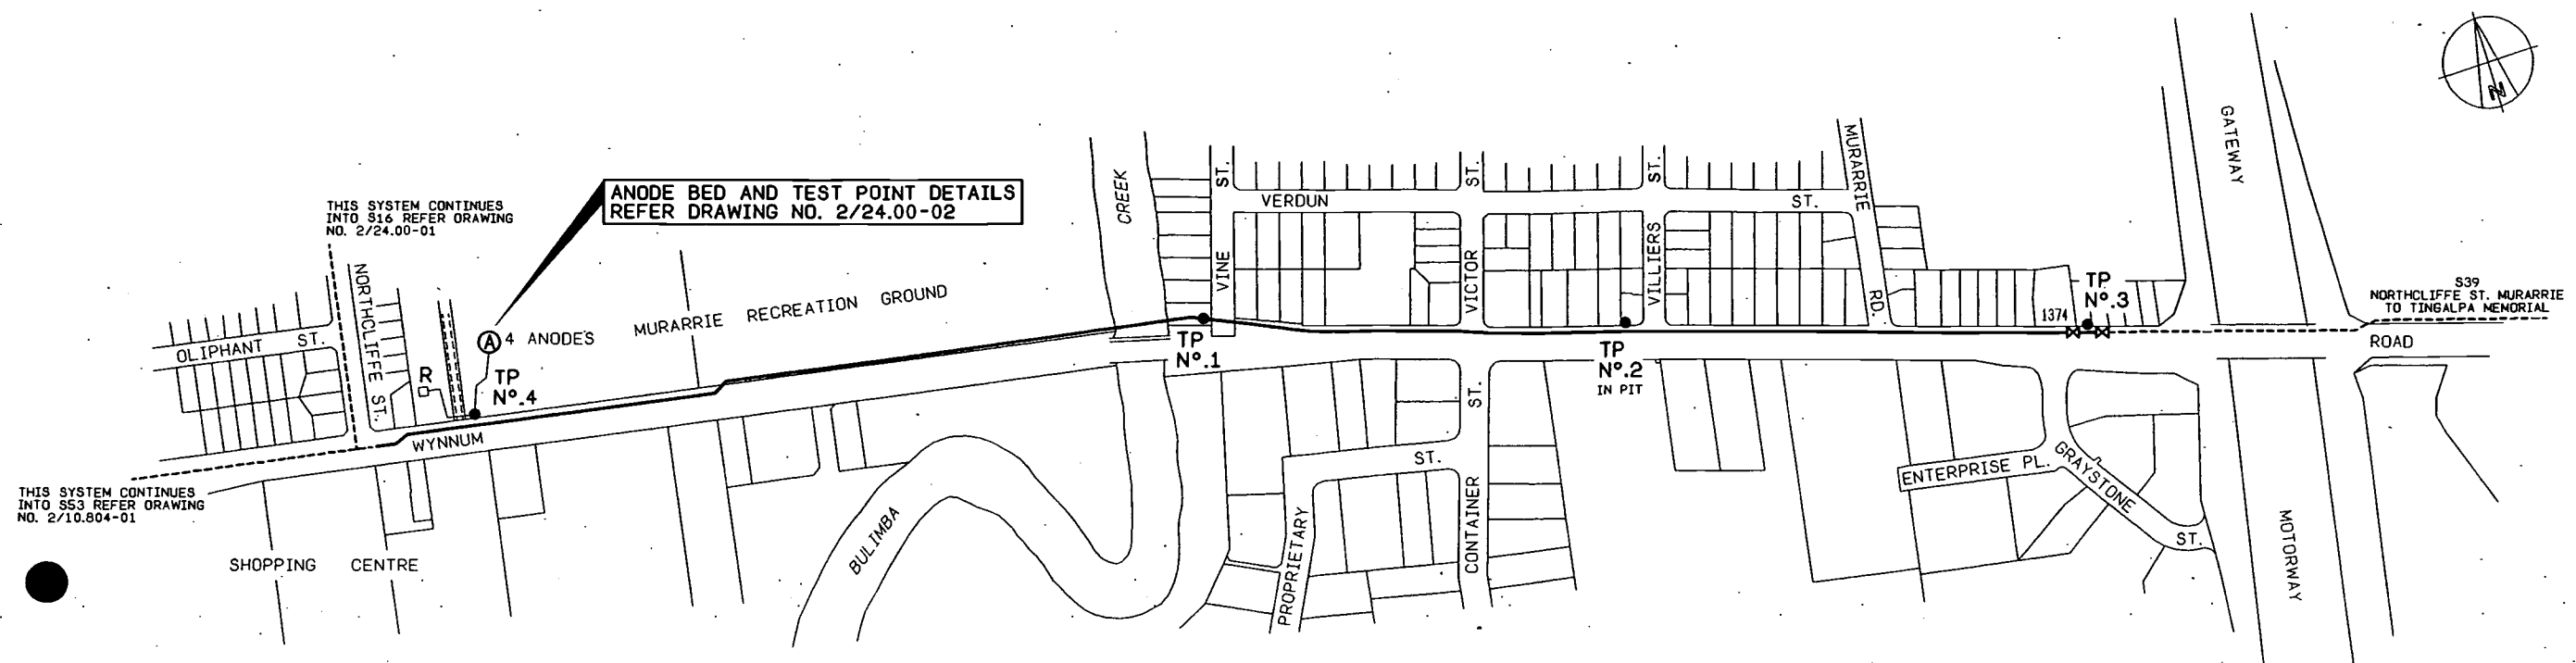 THIS SYSTEM CONTINUES
INTO S16 REFER DRAWING
NO. 2/24.00-01
ANODE BED AND TEST POINT DETAILS
REFER DRAWING NO. 2/24.00-02
OLIPHANT ST.
NORTHCLIFFE ST.
R
A 4 ANODES
TP
Nº.4
MURARRIE RECREATION GROUND
WYNNUM
THIS SYSTEM CONTINUES
INTO S53 REFER DRAWING
NO. 2/10.804-01
SHOPPING CENTRE
BULIMBA
CREEK
VINE ST.
TP
Nº.1
VERDUN ST.
VICTOR ST.
VILLIERS ST.
MURARRIE RD.
TP
Nº.2
IN PIT
PROPRIETARY ST.
CONTAINER ST.
1374
TP
Nº.3
ENTERPRISE PL.
GRAYSTONE ST.
GATEWAY
MOTORWAY
N
S39
NORTHCLIFFE ST. MURARRIE
TO TINGALPA MEMORIAL
ROAD